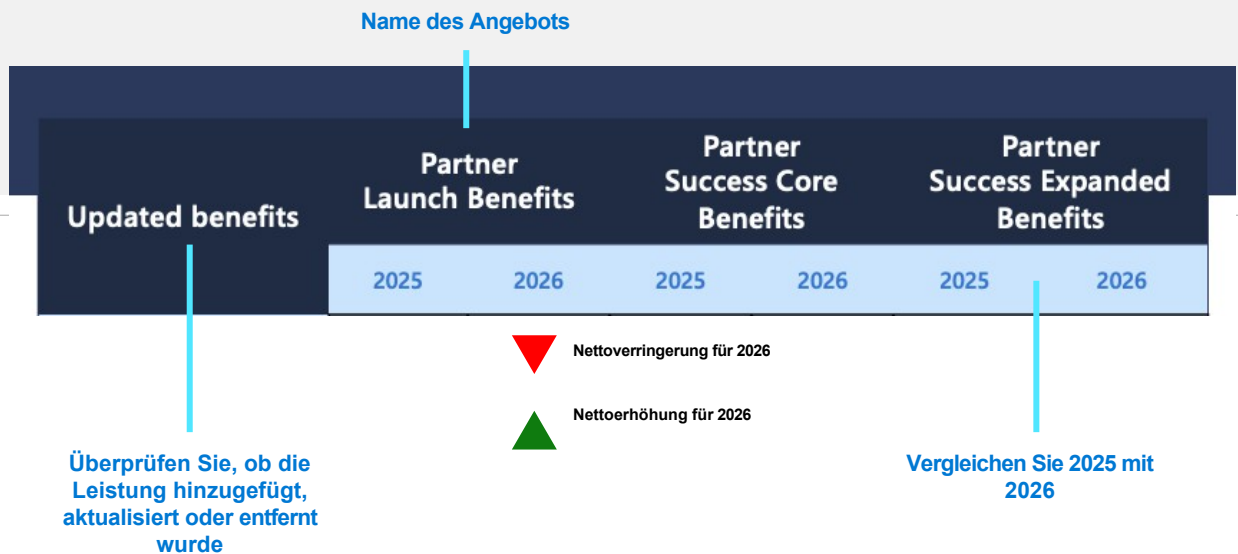 Name des Angebots
Updated benefits
Partner
Launch Benefits
Partner
Success Core
Benefits
Partner
Success Expanded
Benefits
2025 2026 2025 2026 2025 2026
Nettoverringerung für 2026
Nettoerhöhung für 2026
Überprüfen Sie, ob die
Leistung hinzugefügt,
aktualisiert oder entfernt
wurde
Vergleichen Sie 2025 mit
2026